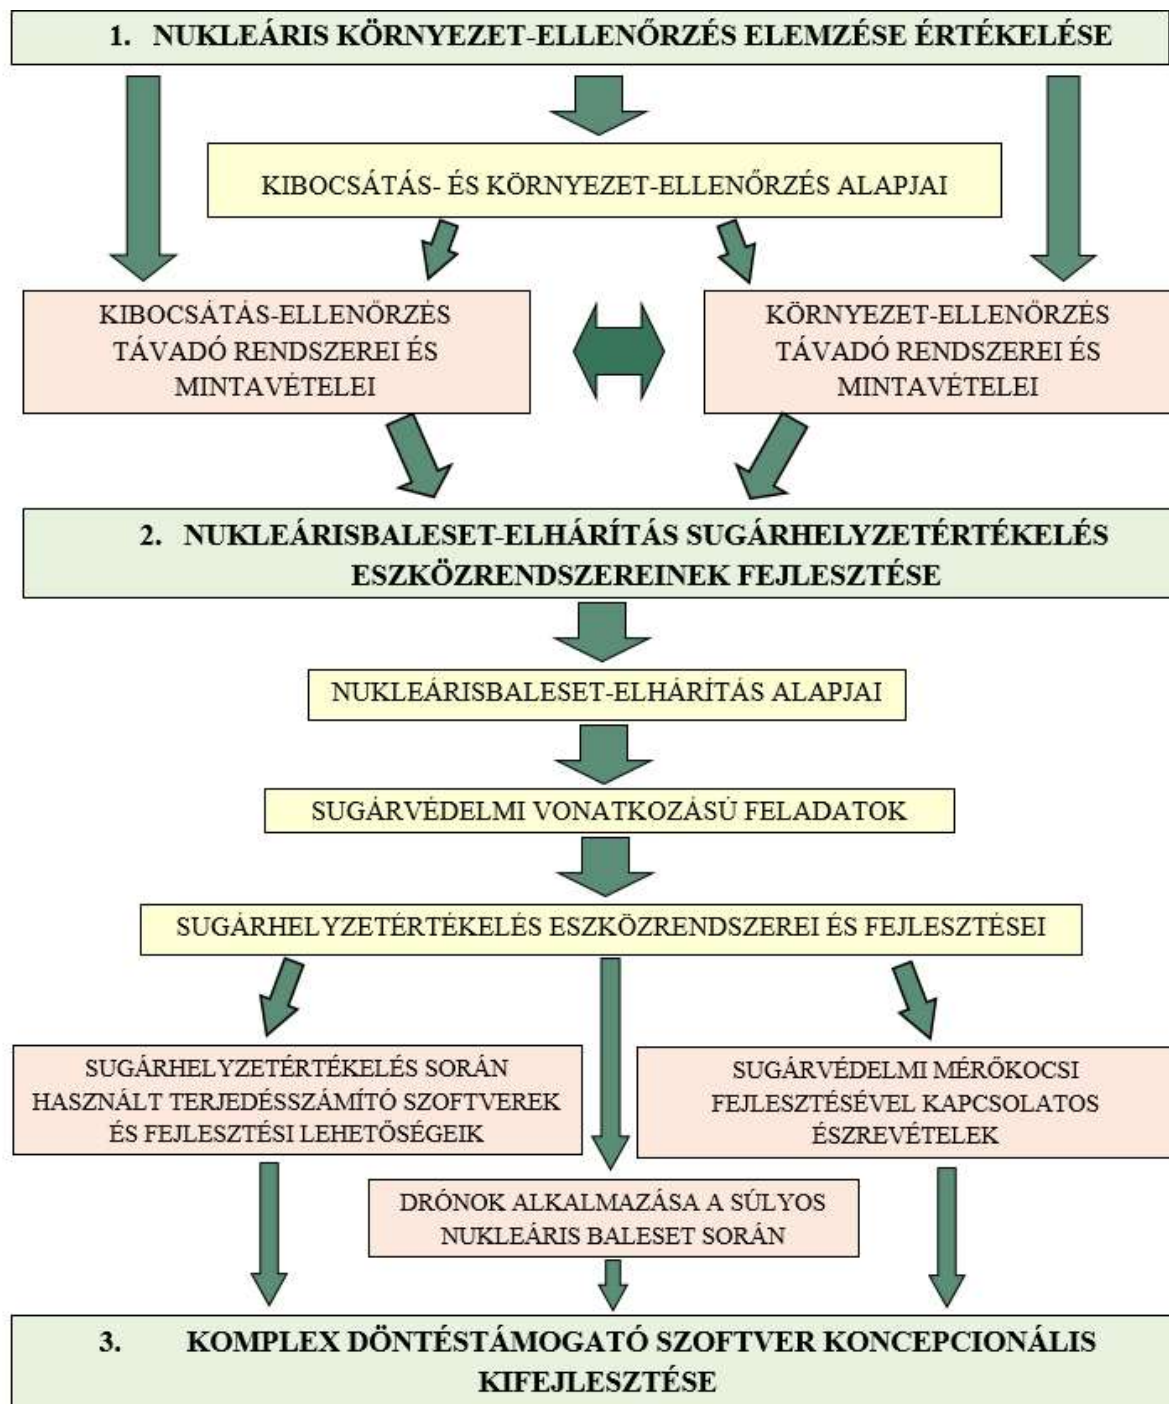 1. NUKLEÁRIS KÖRNYEZET-ELLENŐRZÉS ELEMZÉSE ÉRTÉKELÉSE
KIBOCSÁTÁS- ÉS KÖRNYEZET-ELLENŐRZÉS ALAPJAI
KIBOCSÁTÁS-ELLENŐRZÉS
TÁVADÓ RENDSZEREI ÉS
MINTAVÉTELEI
KÖRNYEZET-ELLENŐRZÉS
TÁVADÓ RENDSZEREI ÉS
MINTAVÉTELEI
2. NUKLEÁRISBALESET-ELHÁRÍTÁS SUGÁRHELYZETÉRTÉKELÉS
ESZKÖZRENDSZEREINEK FEJLESZTÉSE
NUKLEÁRISBALESET-ELHÁRÍTÁS ALAPJAI
SUGÁRVÉDELMI VONATKOZÁSÚ FELADATOK
SUGÁRHELYZETÉRTÉKELÉS ESZKÖZRENDSZEREI ÉS FEJLESZTÉSEI
SUGÁRHELYZETÉRTÉKELÉS SORÁN
HASZNÁLT TERJEDÉSSZÁMÍTÓ SZOFTVEREK
ÉS FEJLESZTÉSI LEHETŐSÉGEIK
SUGÁRVÉDELMI MÉRŐKOCSI
FEJLESZTÉSÉVEL KAPCSOLATOS
ÉSZREVÉTELEK
DRÓNOK ALKALMAZÁSA A SÚLYOS
NUKLEÁRIS BALESET SORÁN
3. KOMPLEX DÖNTÉSTÁMOGATÓ SZOFTVER KONCEPCIONÁLIS
KIFEJLESZTÉSE